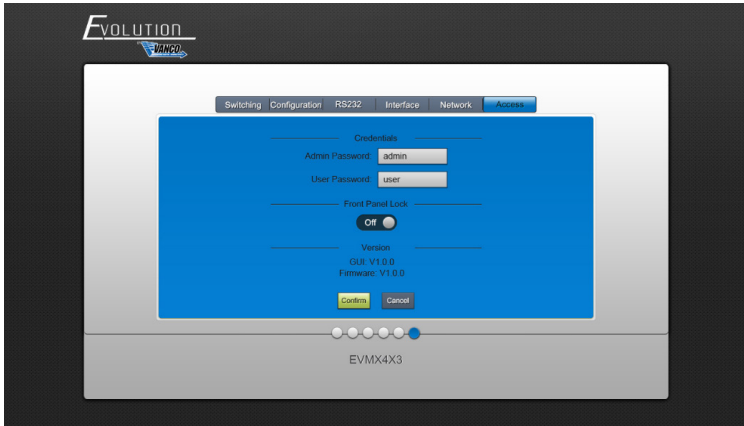 EVOLUTION
VANCO
Switching Configuration RS232 Interface Network Access
Credentials
Admin Password: admin
User Password: user
Front Panel Lock
Off
Version
GUI: V1.0.0
Firmware: V1.0.0
Confirm Cancel
EVMX4X3